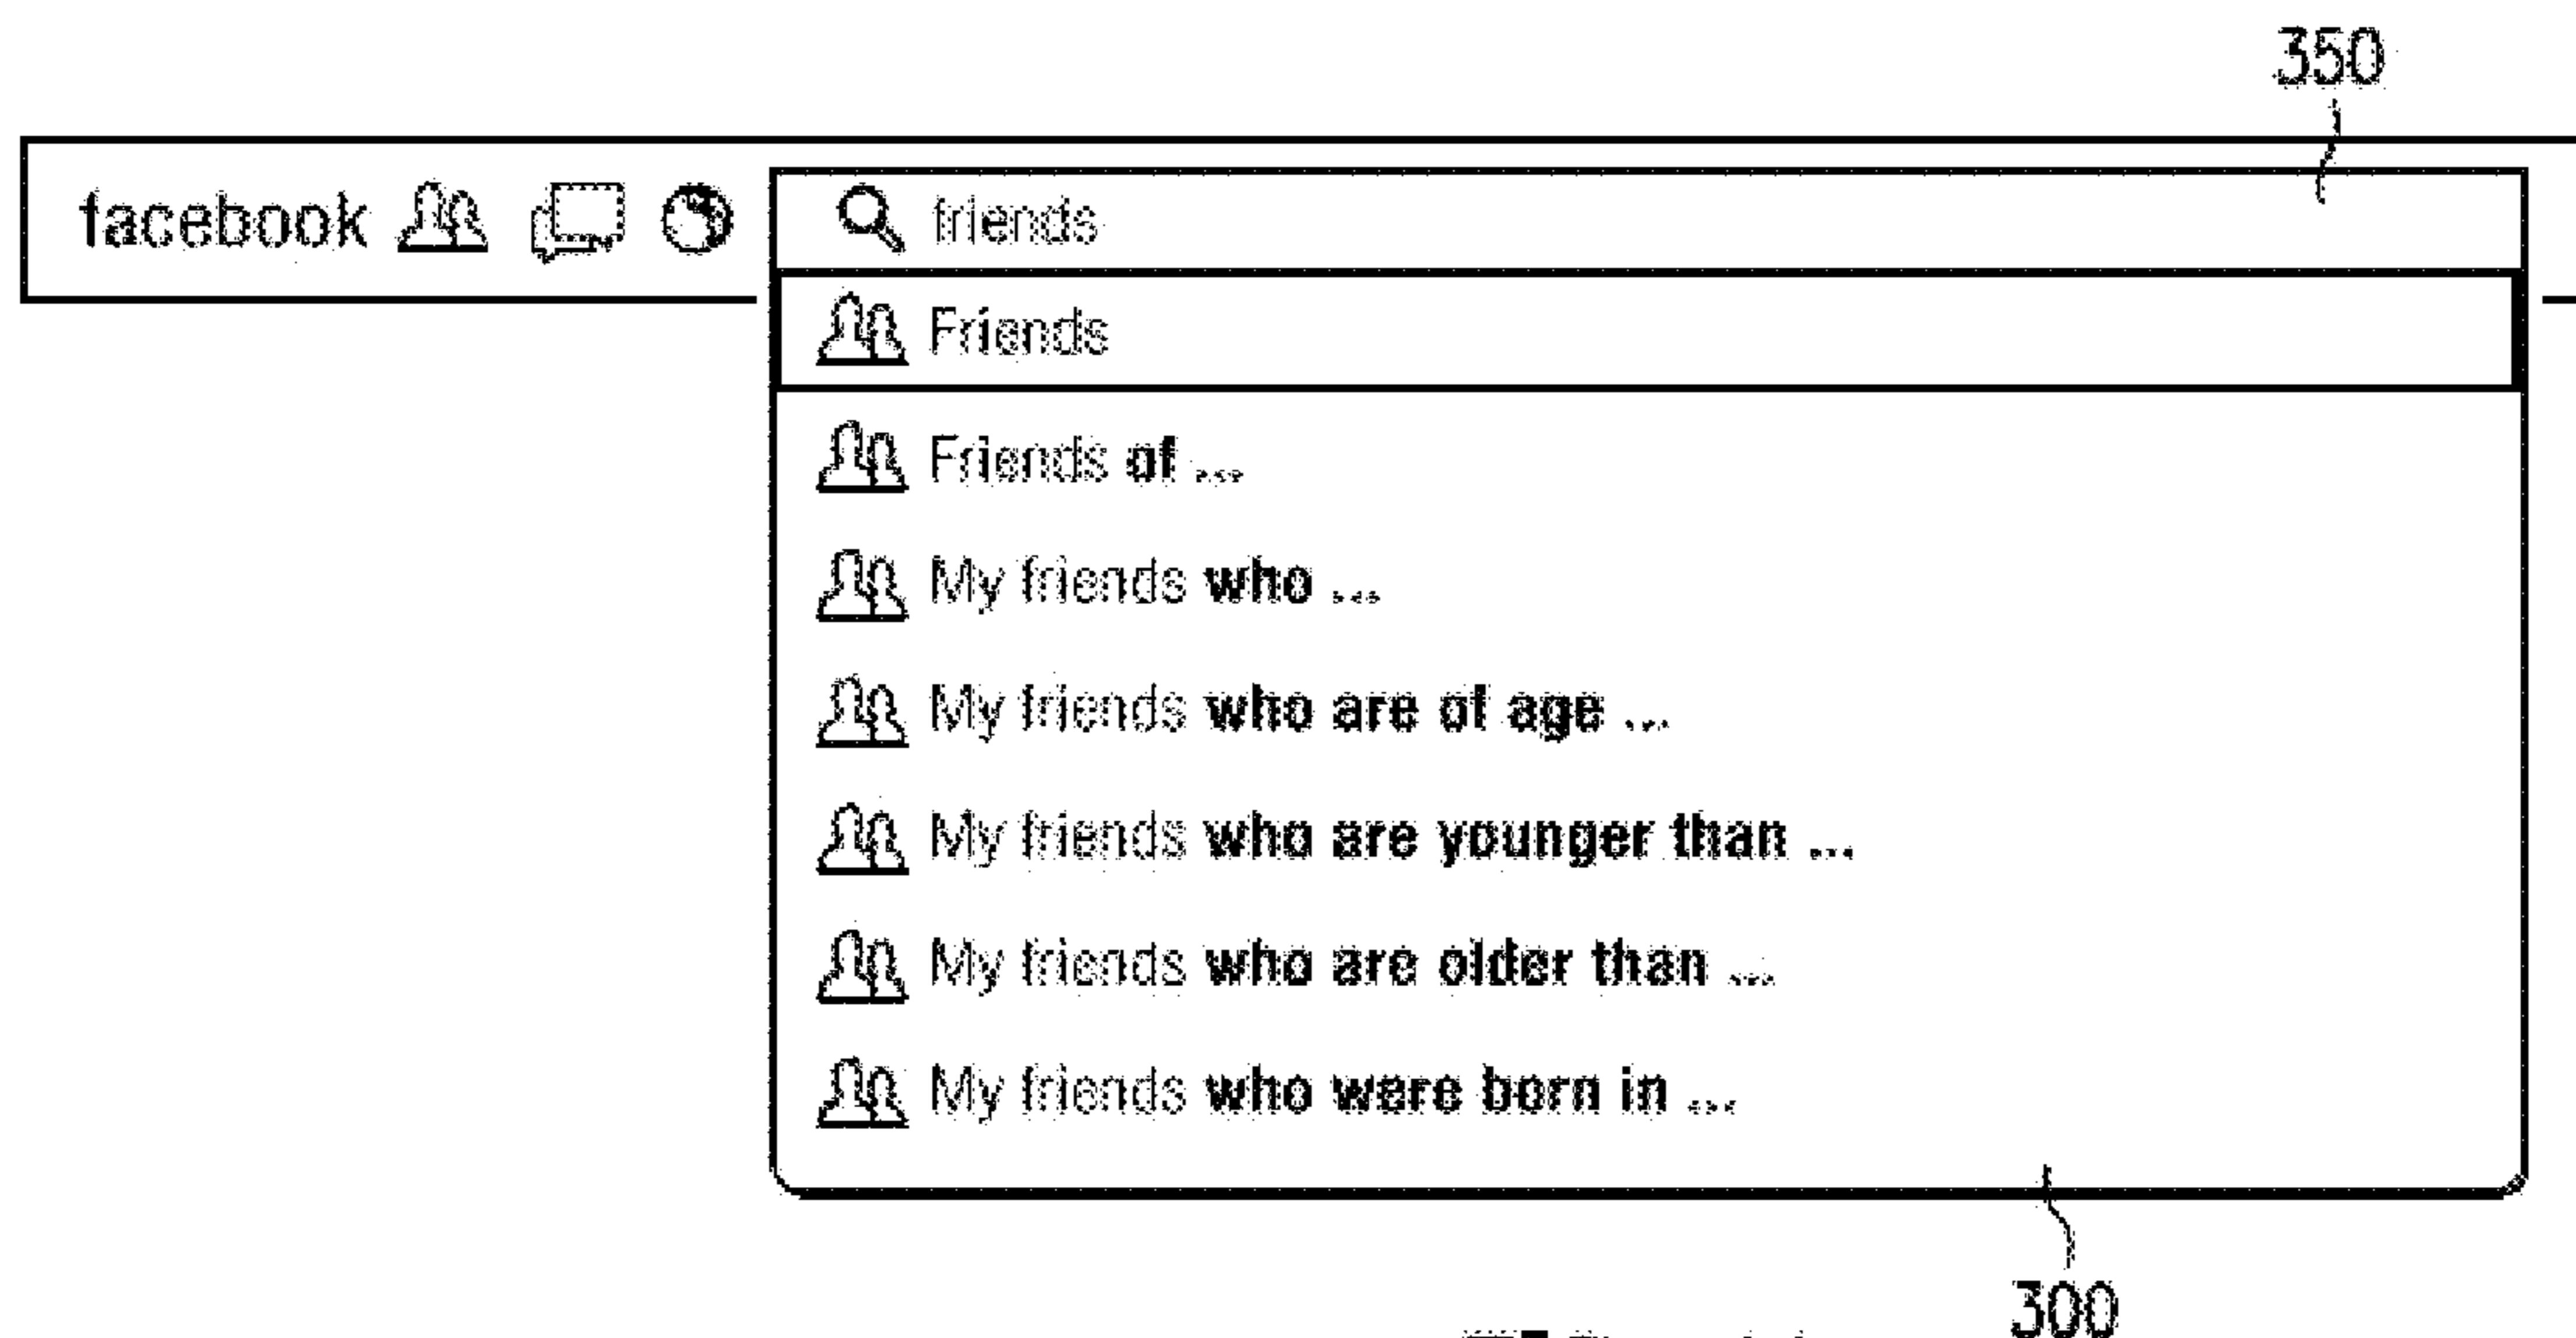 350
facebook friends
Friends
Friends of ...
My friends who ...
My friends who are of age ...
My friends who are younger than ...
My friends who are older than ...
My friends who were born in ...
300